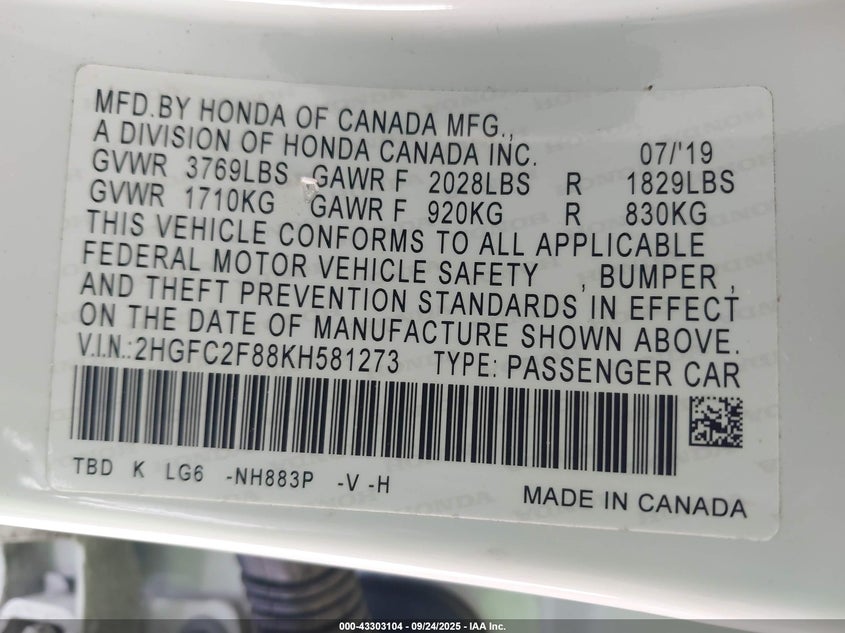 MFD.BY HONDA OF CANADA MFG.,
A DIVISION OF HONDA CANADA INC. 07/'19
GVWR 3769LBS GAWR F 2028LBS R 1829LBS
GVWR 1710KG GAWR F 920KG R 830KG
THIS VEHICLE CONFORMS TO ALL APPLICABLE
FEDERAL MOTOR VEHICLE SAFETY , BUMPER ,
AND THEFT PREVENTION STANDARDS IN EFFECT
ON THE DATE OF MANUFACTURE SHOWN ABOVE.
V.I.N.:2HGFC2F88KH581273 TYPE: PASSENGER CAR
TBD K LG6 -NH883P -V -H
MADE IN CANADA
000-43303104 - 09/24/2025 - IAA Inc.